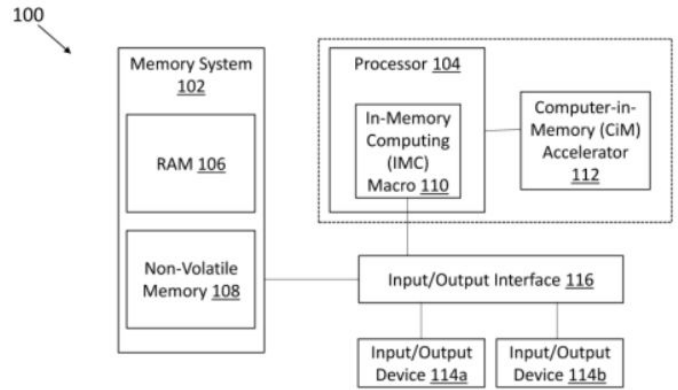 100
Memory System
102
RAM 106
Non-Volatile
Memory 108
Processor 104
In-Memory
Computing
(IMC)
Macro 110
Computer-in-
Memory (CiM)
Accelerator
112
Input/Output Interface 116
Input/Output
Device 114a
Input/Output
Device 114b